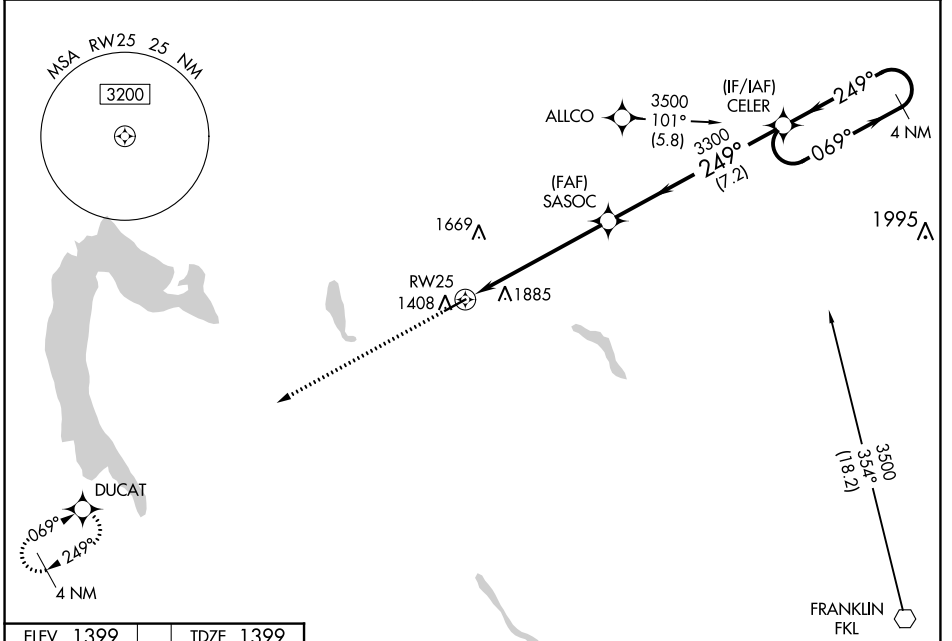 MSA RW25 25 NM
3200
ALLCO
3500
101°
(5.8)
(IF/IAF)
CELER
249°
069°
4 NM
3300
249°
(7.2)
(FAF)
SASOC
1669
1995
RW25
1408
1885
DUCAT
069°
249°
4 NM
3500
354°
(18.2)
FRANKLIN
FKL
ELEV 1399
TDZE 1399